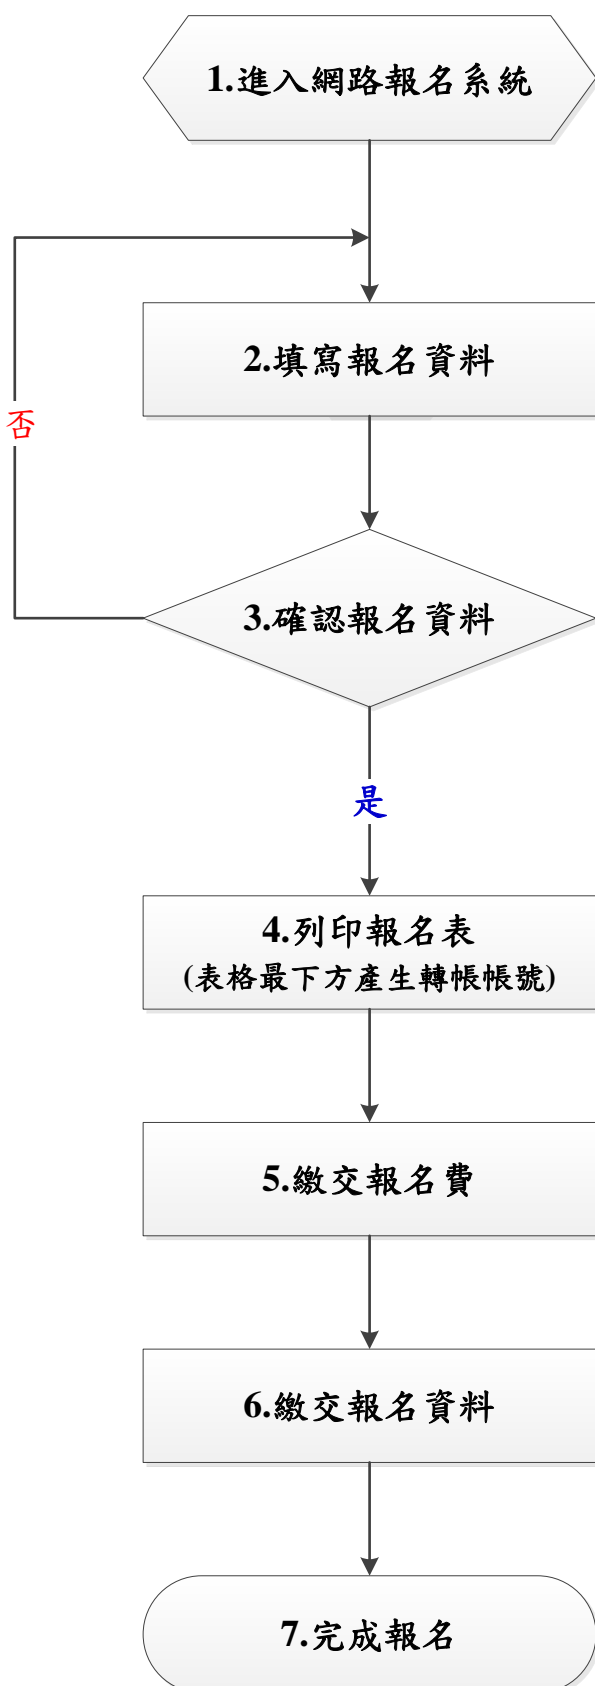 1.進入網路報名系統
2.填寫報名資料
否
3.確認報名資料
是
4.列印報名表
(表格最下方產生轉帳帳號)
5.繳交報名費
6.繳交報名資料
7.完成報名